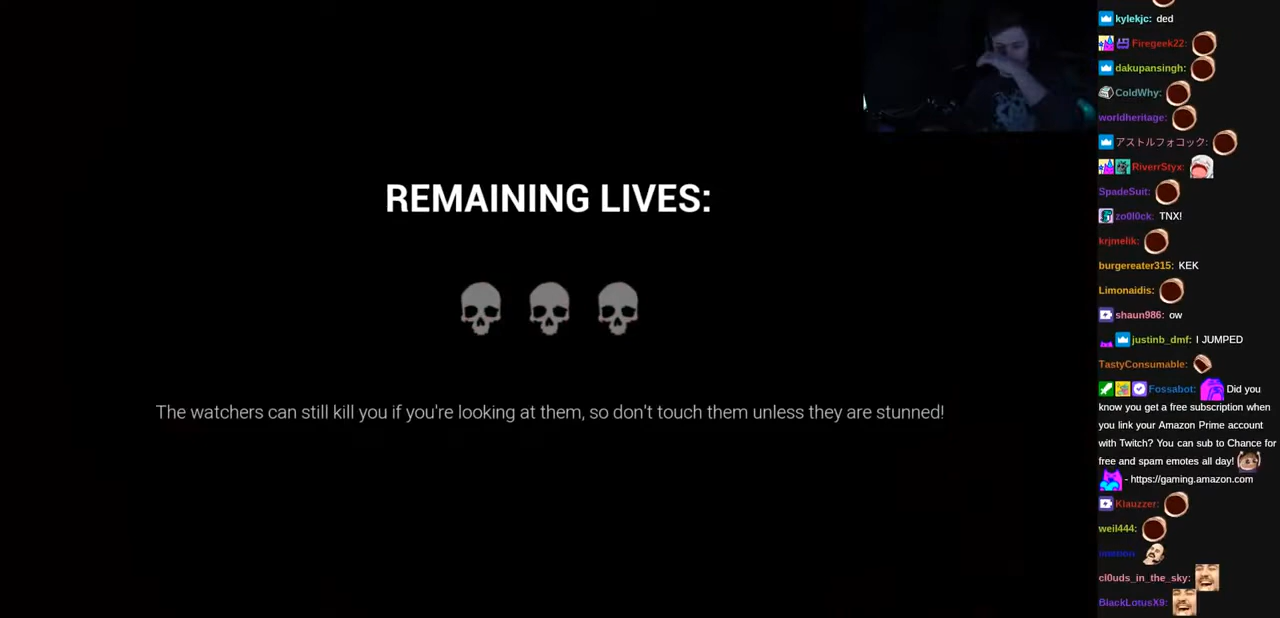 REMAINING LIVES:
The watchers can still kill you if you're looking at them, so don't touch them unless they are stunned!
kylekjc: ded
Firegeek22:
dakupansingh:
ColdWhy:
worldheritage:
アストルフォコック:
RiverrStyx:
SpadeSuit:
zo0l0ck: TNX!
krjmelik:
burgereater315: KEK
Limonaidis:
shaun986: ow
justinb_dmf: I JUMPED
TastyConsumable:
Fossabot: Did you
know you get a free subscription when
you link your Amazon Prime account
with Twitch? You can sub to Chance for
free and spam emotes all day!
- https://gaming.amazon.com
Klauzzer:
weil444:
cl0uds_in_the_sky:
BlackLotusX9: